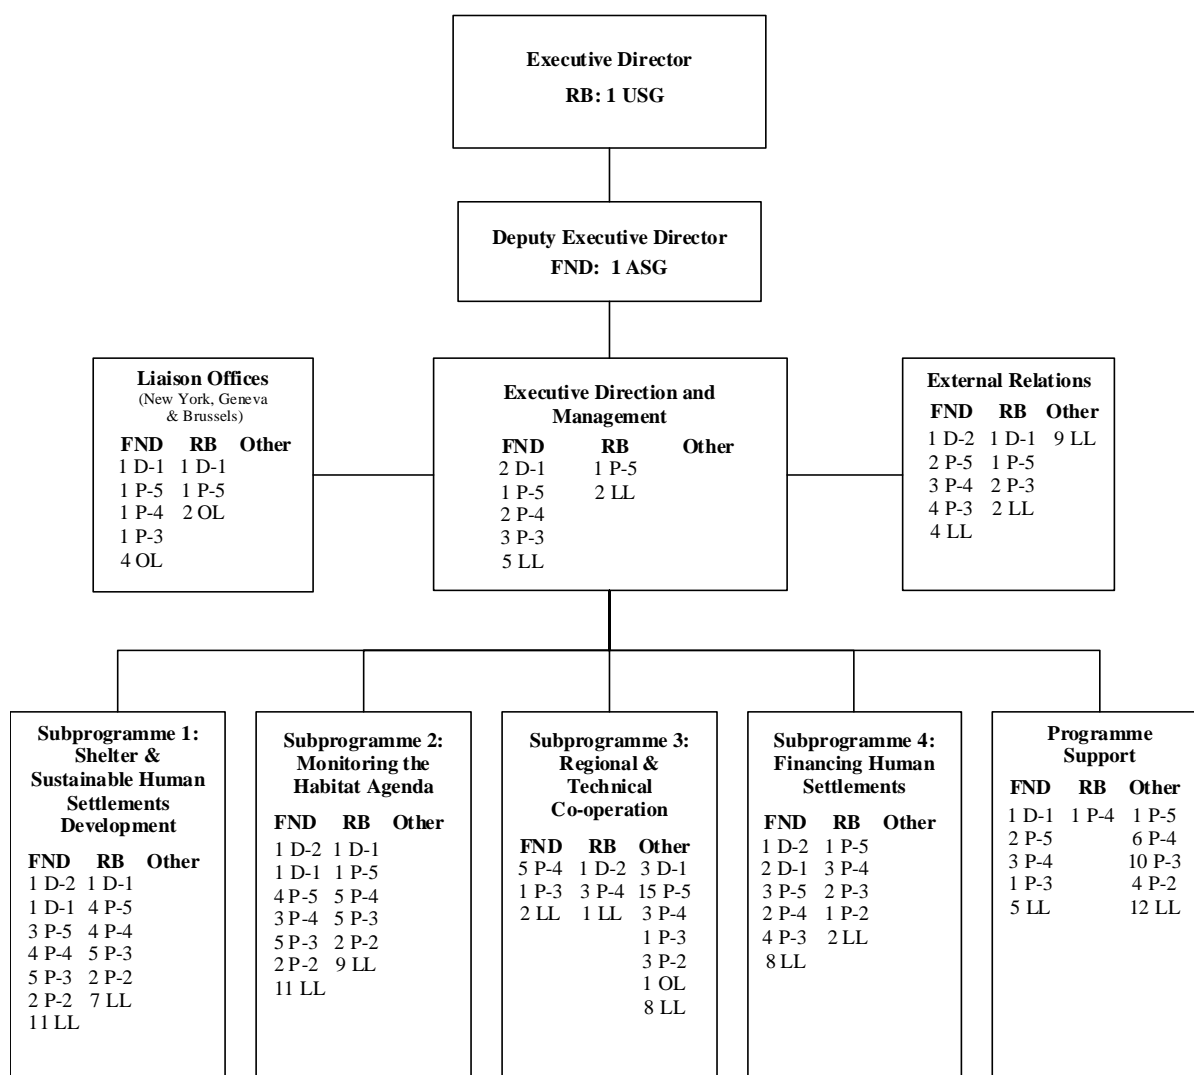 Executive Director
RB: 1 USG
Deputy Executive Director
FND: 1 ASG
Liaison Offices
(New York, Geneva
& Brussels)
FND RB Other
1 D-1 1 D-1
1 P-5 1 P-5
1 P-4 2 OL
1 P-3
4 OL
Executive Direction and
Management
FND RB Other
2 D-1 1 P-5
1 P-5 2 LL
2 P-4
3 P-3
5 LL
External Relations
FND RB Other
1 D-2 1 D-1 9 LL
2 P-5 1 P-5
3 P-4 2 P-3
4 P-3 2 LL
4 LL
Subprogramme 1:
Shelter &
Sustainable Human
Settlements
Development
FND RB Other
1 D-2 1 D-1
1 D-1 4 P-5
3 P-5 4 P-4
4 P-4 5 P-3
5 P-3 2 P-2
2 P-2 7 LL
11 LL
Subprogramme 2:
Monitoring the
Habitat Agenda
FND RB Other
1 D-2 1 D-1
1 D-1 1 P-5
4 P-5 5 P-4
3 P-4 5 P-3
5 P-3 2 P-2
2 P-2 9 LL
11 LL
Subprogramme 3:
Regional &
Technical
Co-operation
FND RB Other
5 P-4 1 D-2 3 D-1
1 P-3 3 P-4 15 P-5
2 LL 1 LL 3 P-4
1 P-3
3 P-2
1 OL
8 LL
Subprogramme 4:
Financing Human
Settlements
FND RB Other
1 D-2 1 P-5
2 D-1 3 P-4
3 P-5 2 P-3
2 P-4 1 P-2
4 P-3 2 LL
8 LL
Programme
Support
FND RB Other
1 D-1 1 P-4 1 P-5
2 P-5 6 P-4
3 P-4 10 P-3
1 P-3 4 P-2
5 LL 12 LL